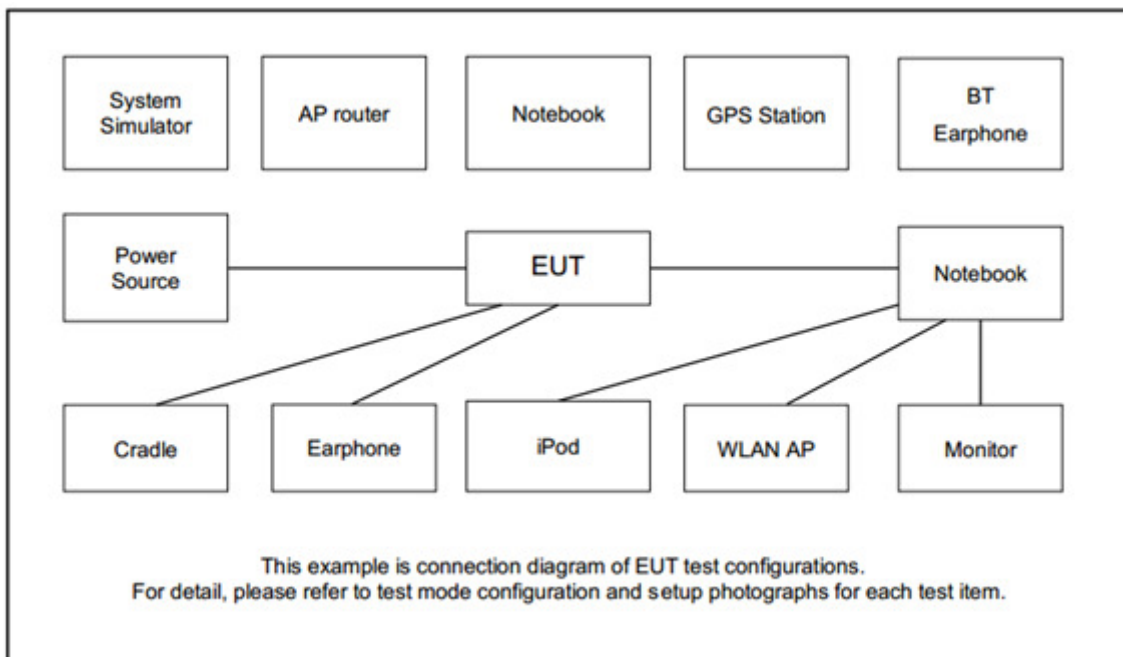 System
Simulator
AP router
Notebook
GPS Station
BT
Earphone
Power
Source
EUT
Notebook
Cradle
Earphone
iPod
WLAN AP
Monitor
This example is connection diagram of EUT test configurations.
For detail, please refer to test mode configuration and setup photographs for each test item.